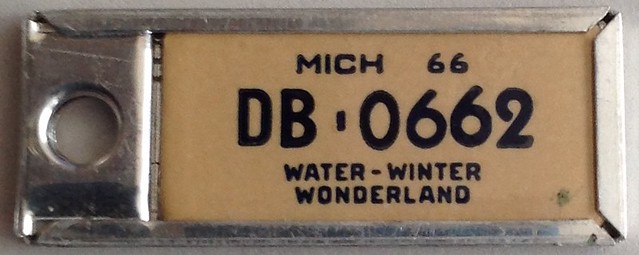 MICH 66
DB-0662
WATER-WINTER
WONDERLAND